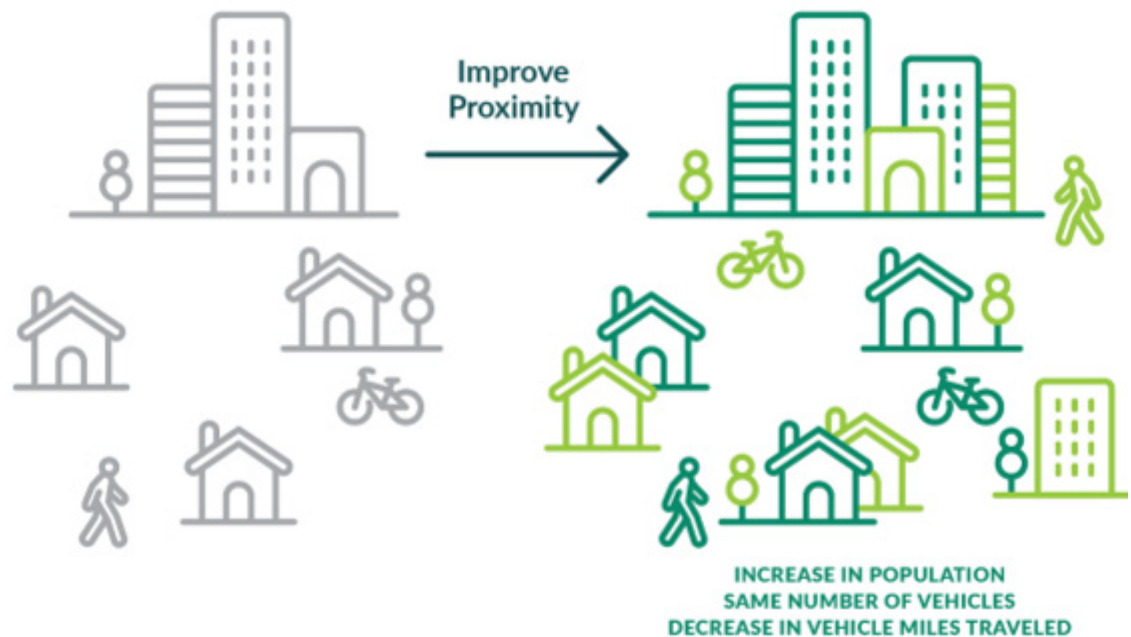 Improve
Proximity
INCREASE IN POPULATION
SAME NUMBER OF VEHICLES
DECREASE IN VEHICLE MILES TRAVELED